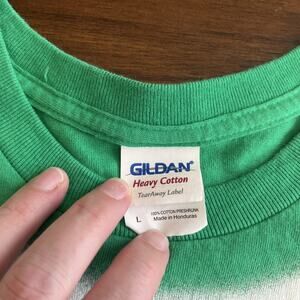 GILDAN
Heavy Cotton
TearAway Label
L
100% COTTON PRESHRUNK
Made in Honduras